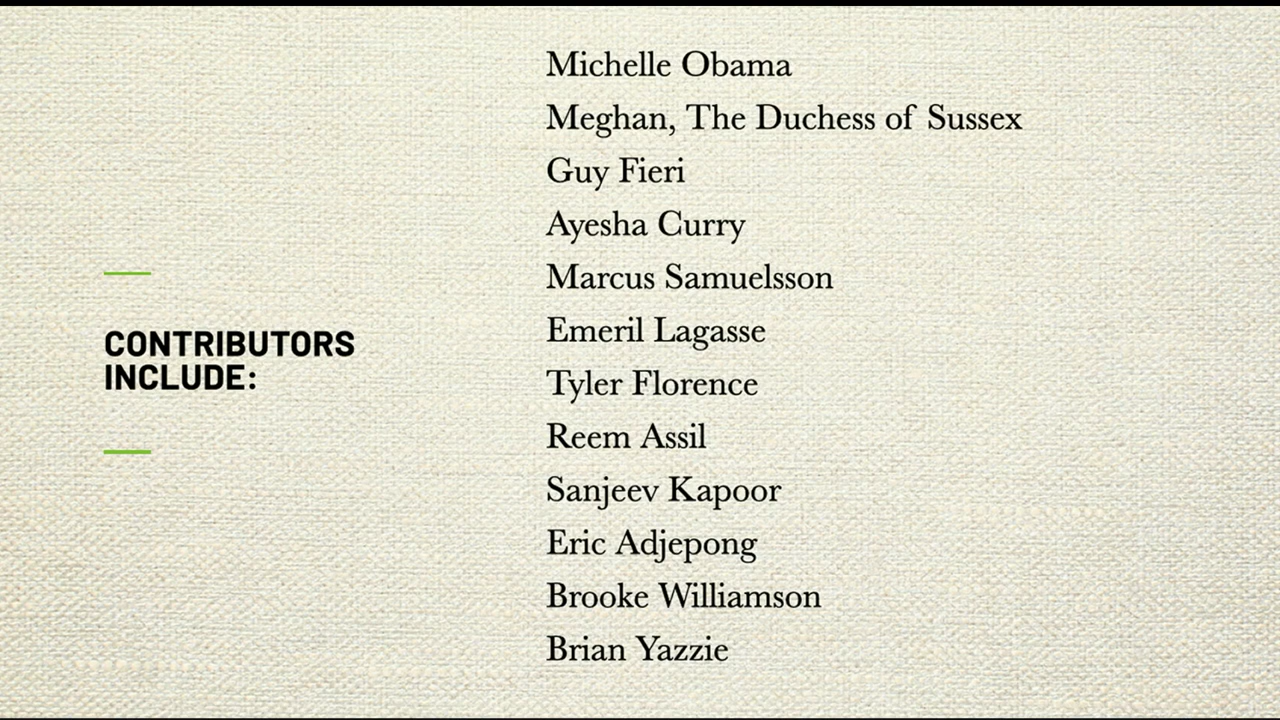 CONTRIBUTORS
INCLUDE:
Michelle Obama
Meghan, The Duchess of Sussex
Guy Fieri
Ayesha Curry
Marcus Samuelsson
Emeril Lagasse
Tyler Florence
Reem Assil
Sanjeev Kapoor
Eric Adjepong
Brooke Williamson
Brian Yazzie